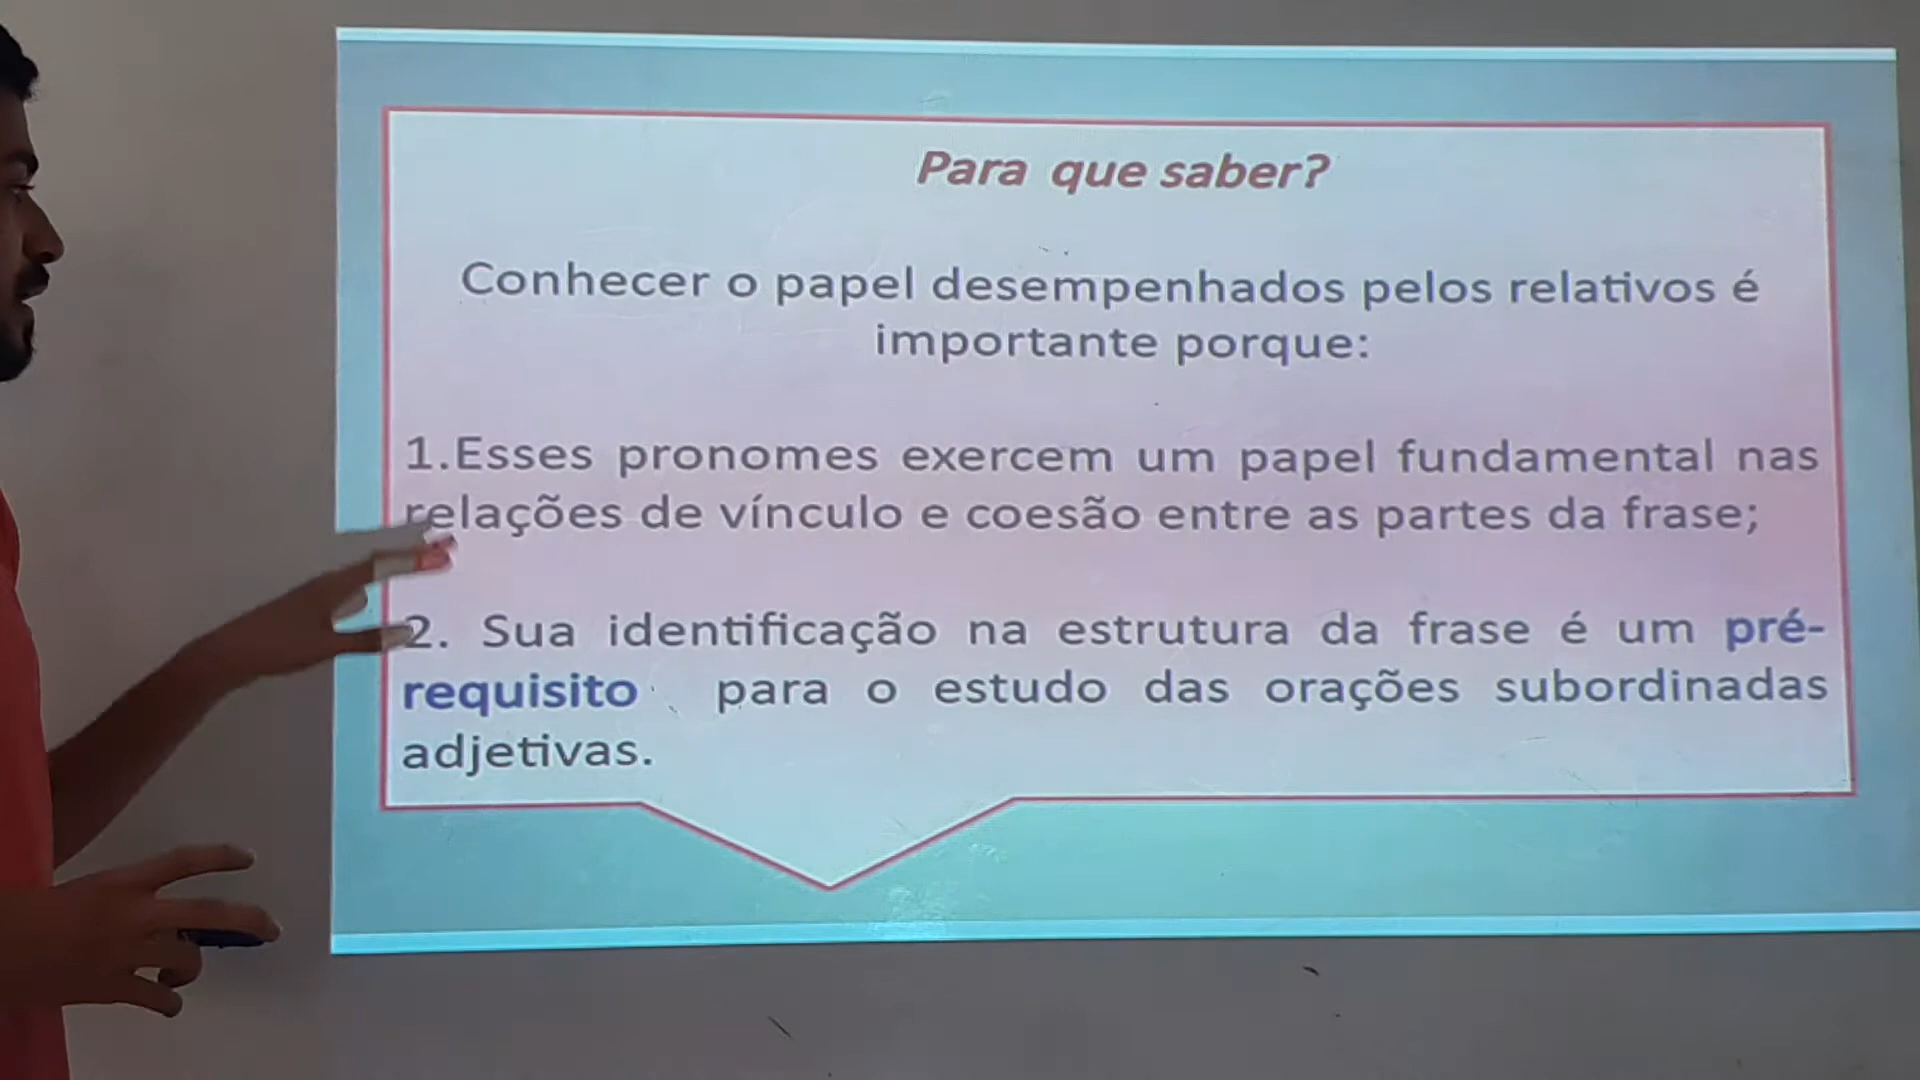 Para que saber?
Conhecer o papel desempenhados pelos relativos é
importante porque:
1.Esses pronomes exercem um papel fundamental nas
relações de vínculo e coesão entre as partes da frase;
2. Sua identificação na estrutura da frase é um pré-
requisito para o estudo das orações subordinadas
adjetivas.